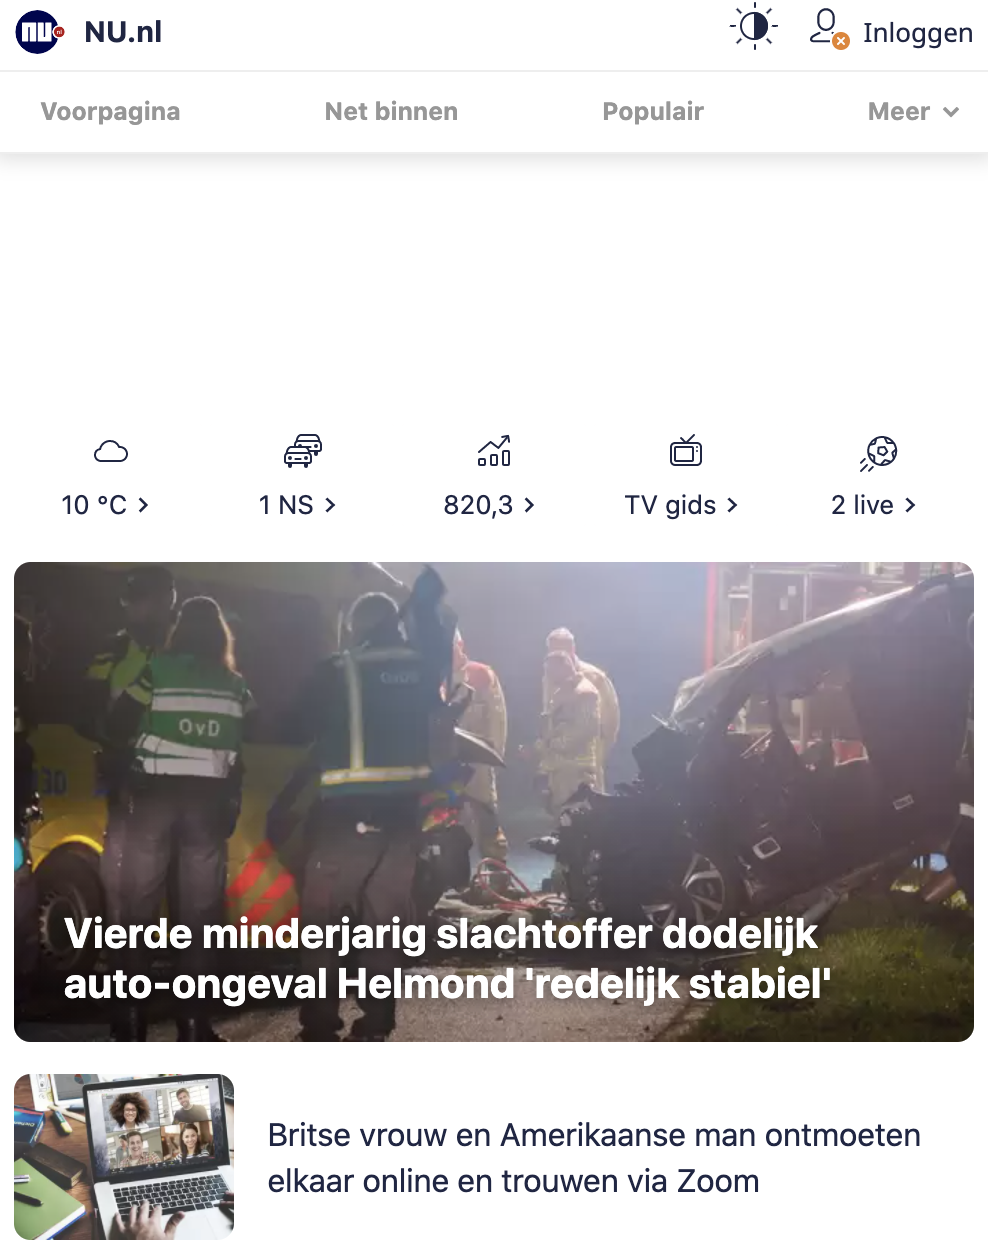 nu nl NU.nl Inloggen
Voorpagina Net binnen Populair Meer
10 °C 1 NS 820,3 TV gids 2 live
OvD
Vierde minderjarig slachtoffer dodelijk
auto-ongeval Helmond 'redelijk stabiel'
Britse vrouw en Amerikaanse man ontmoeten
elkaar online en trouwen via Zoom